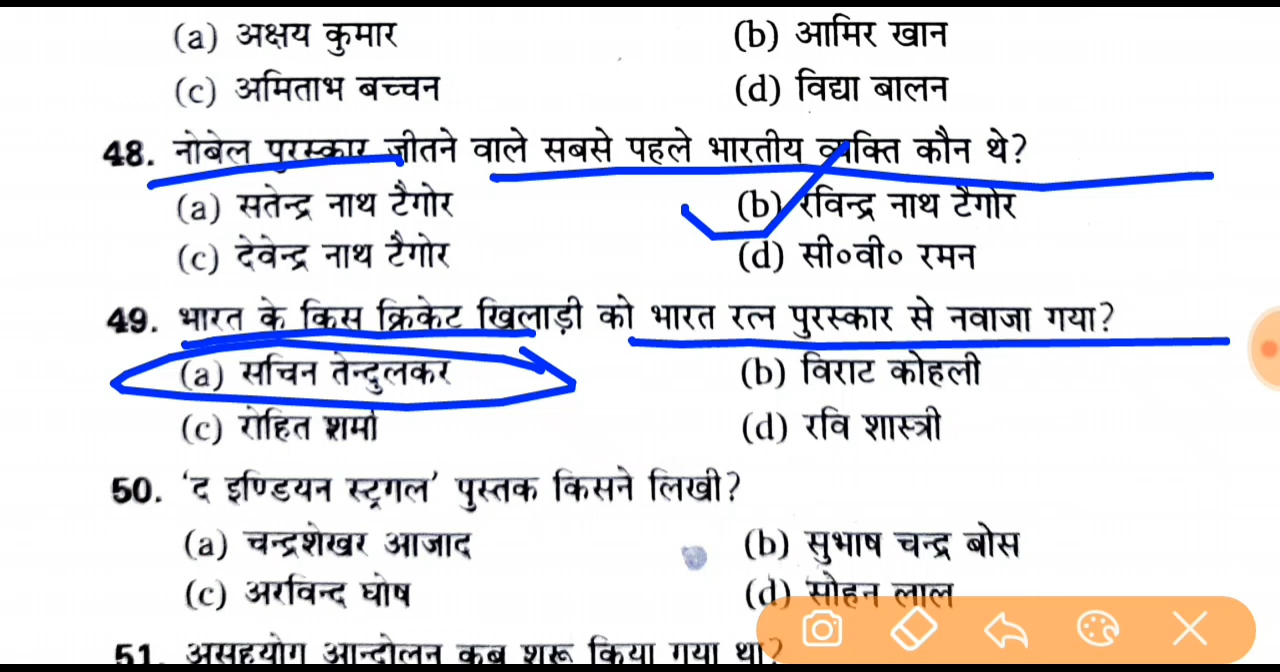 (a) अक्षय कुमार (b) आमिर खान
(c) अमिताभ बच्चन (d) विद्या बालन
48. नोबेल पुरस्कार जीतने वाले सबसे पहले भारतीय व्यक्ति कौन थे?
(a) सतेन्द्र नाथ टैगोर (b) रविन्द्र नाथ टैगोर
(c) देवेन्द्र नाथ टैगोर (d) सी०वी० रमन
49. भारत के किस क्रिकेट खिलाड़ी को भारत रत्न पुरस्कार से नवाजा गया?
(a) सचिन तेन्दुलकर (b) विराट कोहली
(c) रोहित शर्मा (d) रवि शास्त्री
50. ‘द इण्डियन स्ट्रगल’ पुस्तक किसने लिखी?
(a) चन्द्रशेखर आजाद (b) सुभाष चन्द्र बोस
(c) अरविन्द घोष (d) सोहन लाल
51. असहयोग आन्दोलन कब शुरू किया गया था?